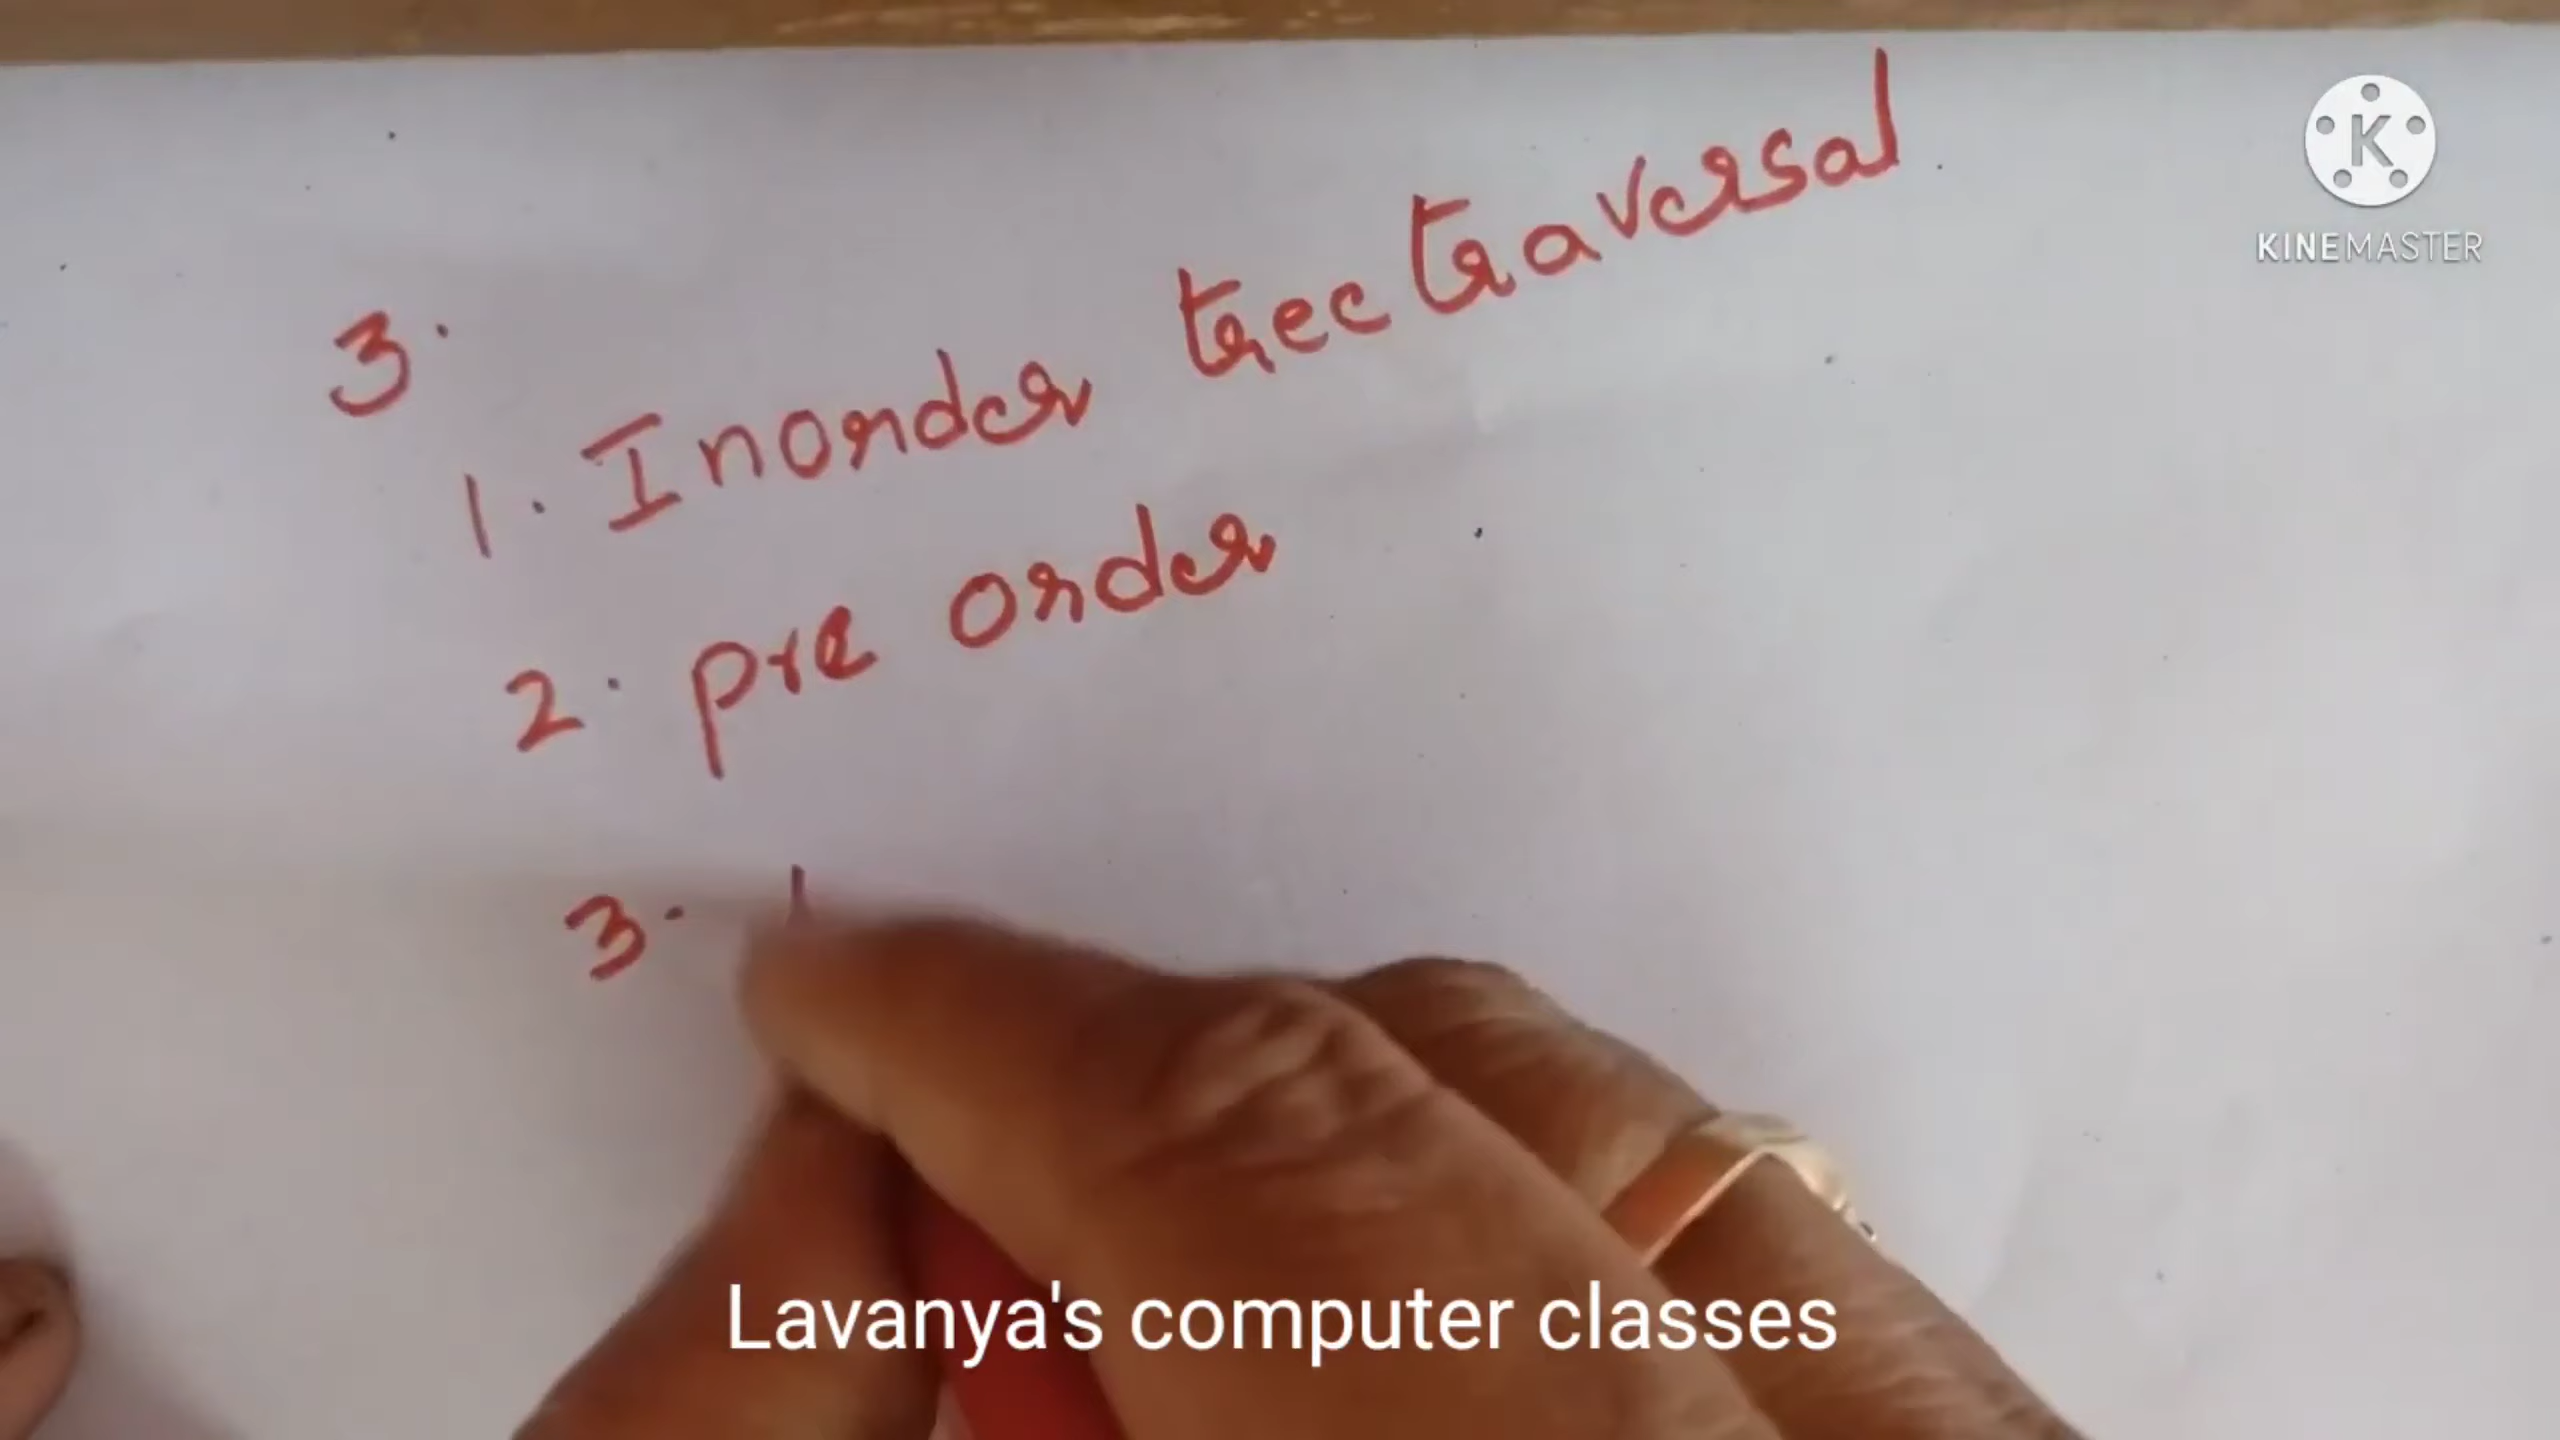 3.
1. Inorder tree traversal
2. pre order
3.
K
KINEMASTER
Lavanya's computer classes